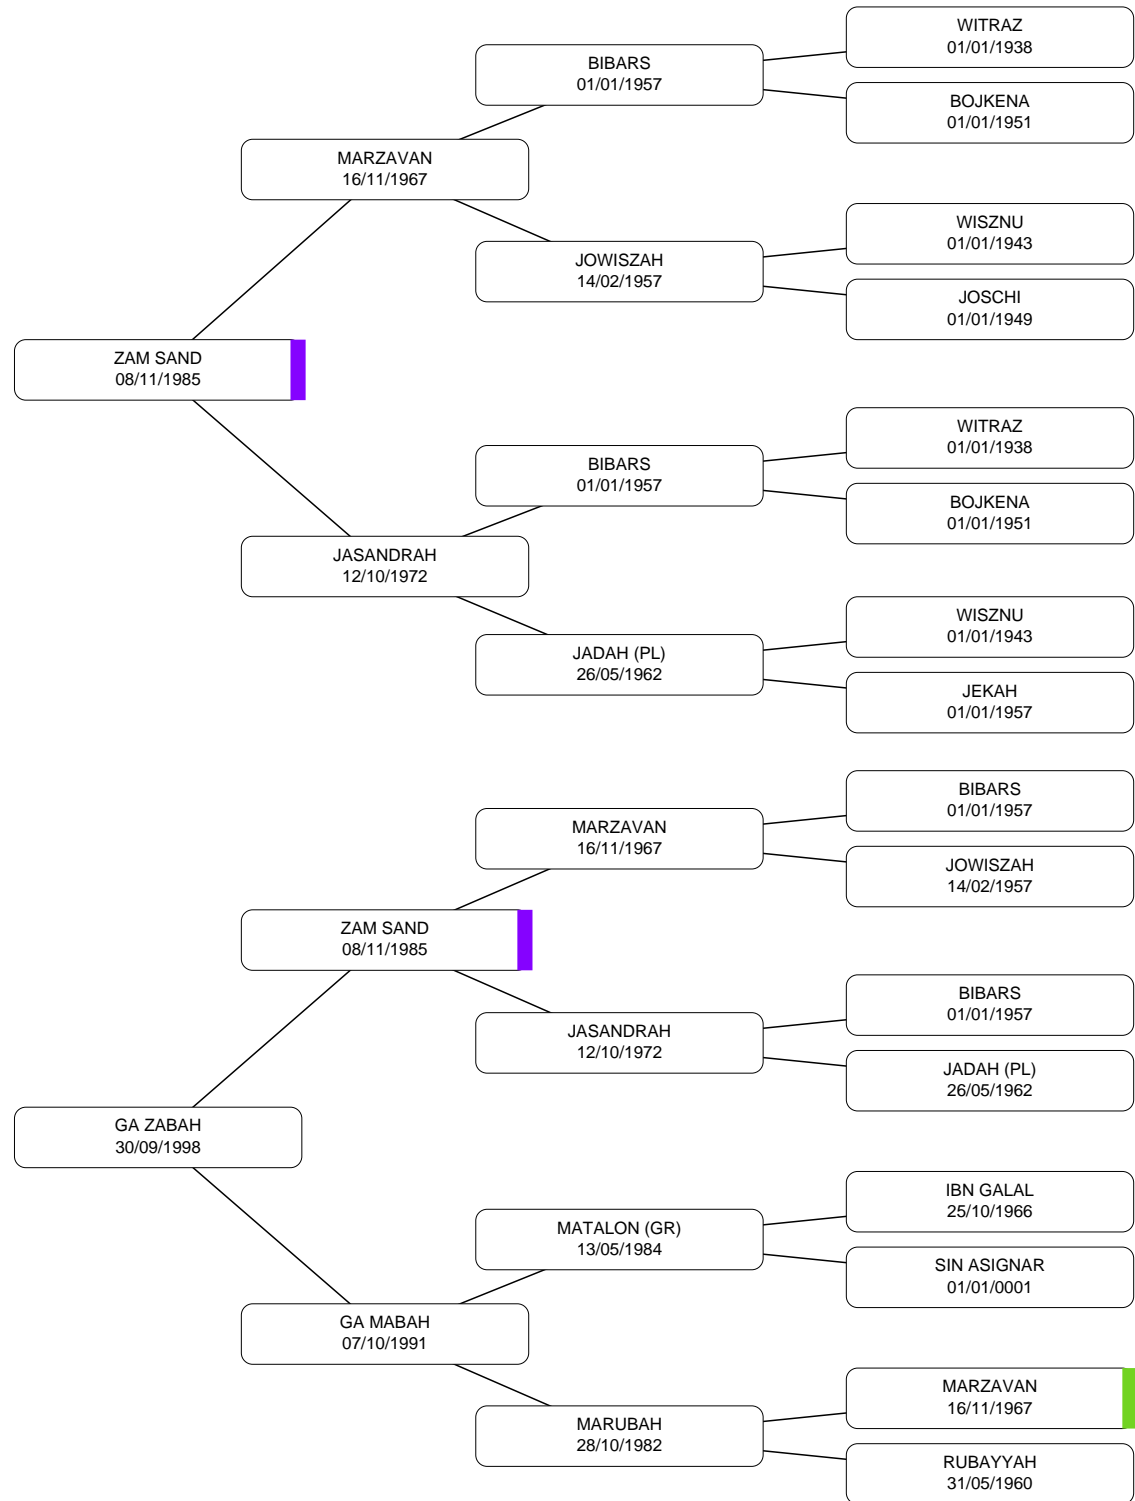 WITRAZ
01/01/1938
BIBARS
01/01/1957
BOJKENA
01/01/1951
MARZAVAN
16/11/1967
WISZNU
01/01/1943
JOWISZAH
14/02/1957
JOSCHI
01/01/1949
ZAM SAND
08/11/1985
WITRAZ
01/01/1938
BIBARS
01/01/1957
BOJKENA
01/01/1951
JASANDRAH
12/10/1972
WISZNU
01/01/1943
JADAH (PL)
26/05/1962
JEKAH
01/01/1957
BIBARS
01/01/1957
MARZAVAN
16/11/1967
JOWISZAH
14/02/1957
ZAM SAND
08/11/1985
BIBARS
01/01/1957
JASANDRAH
12/10/1972
JADAH (PL)
26/05/1962
GA ZABAH
30/09/1998
IBN GALAL
25/10/1966
MATALON (GR)
13/05/1984
SIN ASIGNAR
01/01/0001
GA MABAH
07/10/1991
MARZAVAN
16/11/1967
MARUBAH
28/10/1982
RUBAYYAH
31/05/1960